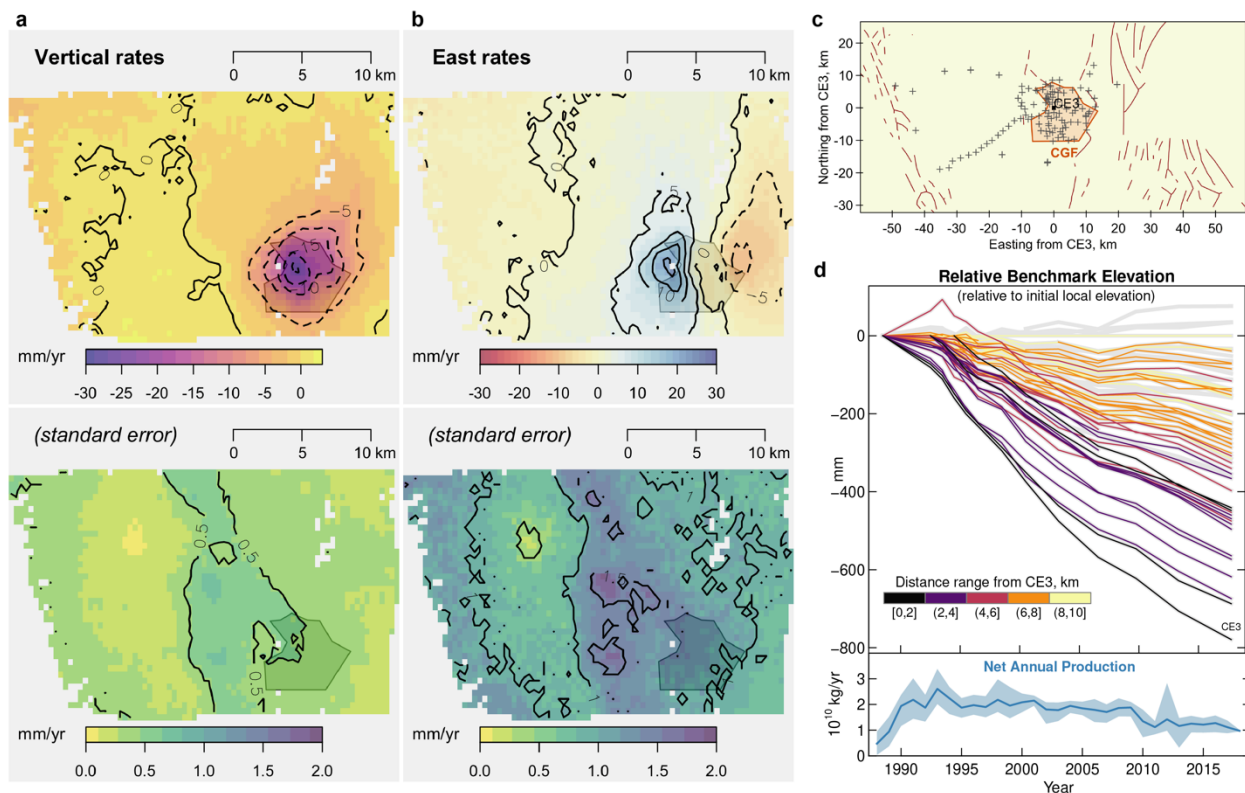 a
Vertical rates
0 5 10 km
0
0
0
0
−5
mm/yr
-30 -25 -20 -15 -10 -5 0
(standard error)
0 5 10 km
0.5
0.5
0.5
mm/yr
0.0 0.5 1.0 1.5 2.0
b
East rates
0 5 10 km
0
0
5
0
10
−5
mm/yr
-30 -20 -10 0 10 20 30
(standard error)
0 5 10 km
1
mm/yr
0.0 0.5 1.0 1.5 2.0
c
Northing from CE3, km
20
10
0
-10
-20
-30
CE3
CGF
-50 -40 -30 -20 -10 0 10 20 30 40 50
Easting from CE3, km
d
Relative Benchmark Elevation
(relative to initial local elevation)
mm
0
−200
−400
−600
−800
Distance range from CE3, km
[0,2] (2,4] (4,6] (6,8] (8,10]
CE3
Net Annual Production
10¹⁰ kg/yr
3
2
1
0
1990 1995 2000 2005 2010 2015
Year